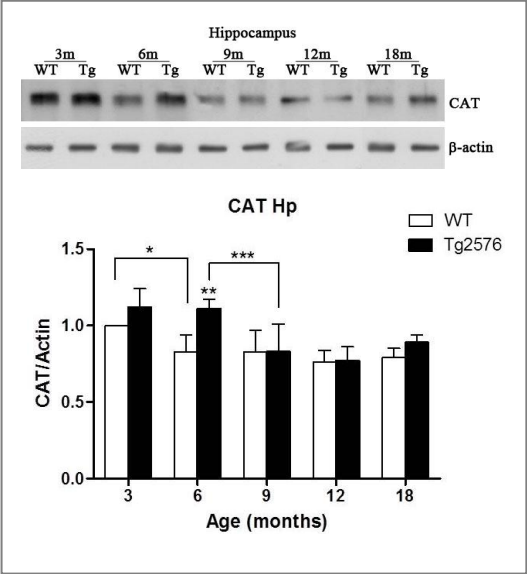 Hippocampus
3m 6m 9m 12m 18m
WT Tg WT Tg WT Tg WT Tg WT Tg
CAT
β-actin
CAT Hp
WT
Tg2576
1.5
* ***
**
1.0
CAT/Actin
0.5
0.0
3 6 9 12 18
Age (months)